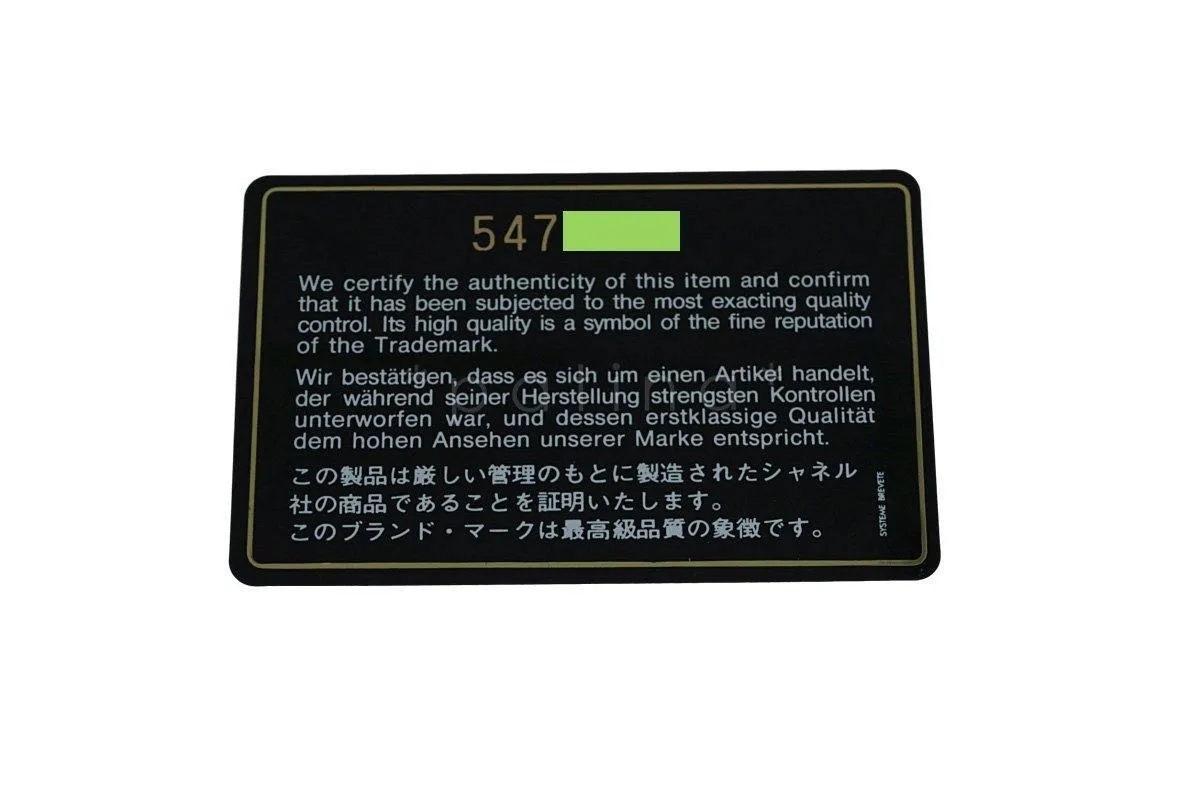 547
We certify the authenticity of this item and confirm
that it has been subjected to the most exacting quality
control. Its high quality is a symbol of the fine reputation
of the Trademark.
Wir bestätigen, dass es sich um einen Artikel handelt,
der während seiner Herstellung strengsten Kontrollen
unterworfen war, und dessen erstklassige Qualität
dem hohen Ansehen unserer Marke entspricht.
この製品は厳しい管理のもとに製造されたシャネル
社の商品であることを証明いたします。
このブランド・マークは最高級品質の象徴です。
SYSTEME BREVETE
patina